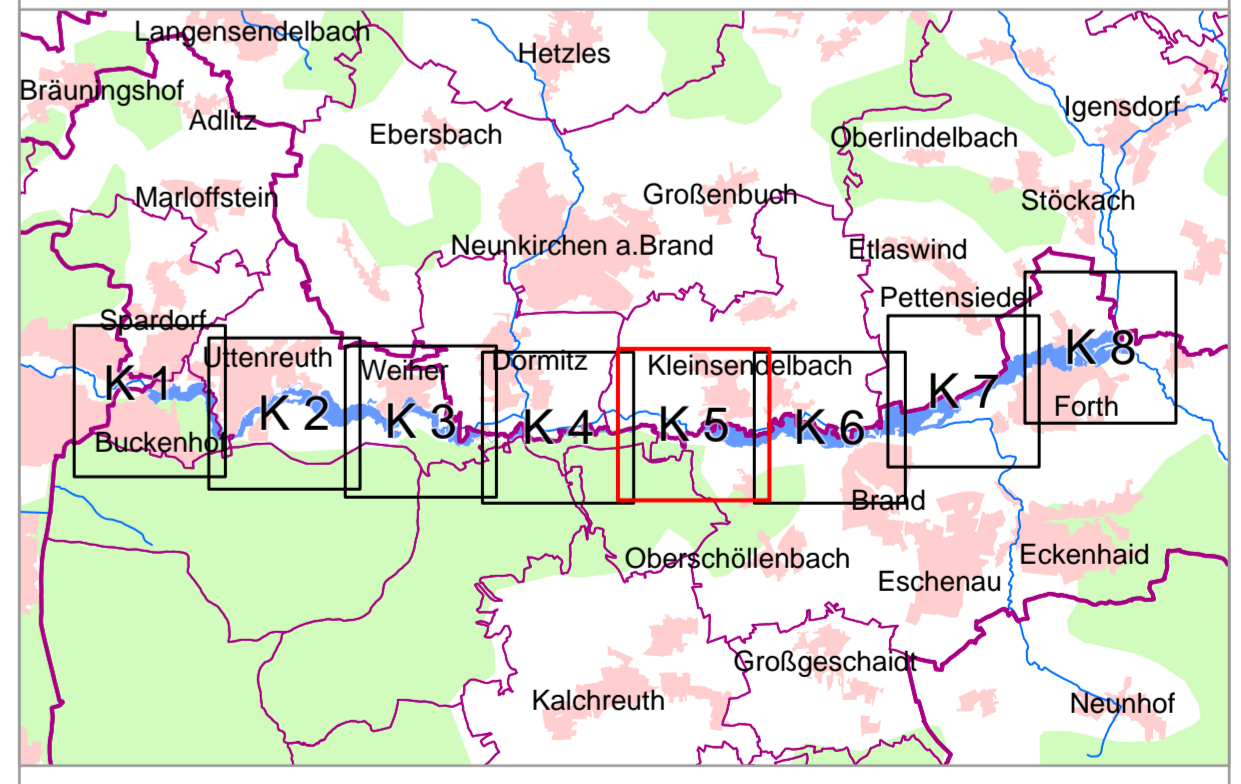 Langensendelbach
Hetzles
Bräuningshof
Igensdorf
Adlitz
Ebersbach
Oberlindelbach
Marloffstein
Großenbuch
Stöckach
Neunkirchen a.Brand
Etlaswind
Pettensiedel
Spardorf
Uttenreuth
Weiher
Dormitz
Kleinsendelbach
K 1
K 2
K 3
K 4
K 5
K 6
K 7
K 8
Forth
Buckenhof
Brand
Oberschöllenbach
Eckenhaid
Eschenau
Großgeschaidt
Kalchreuth
Neunhof